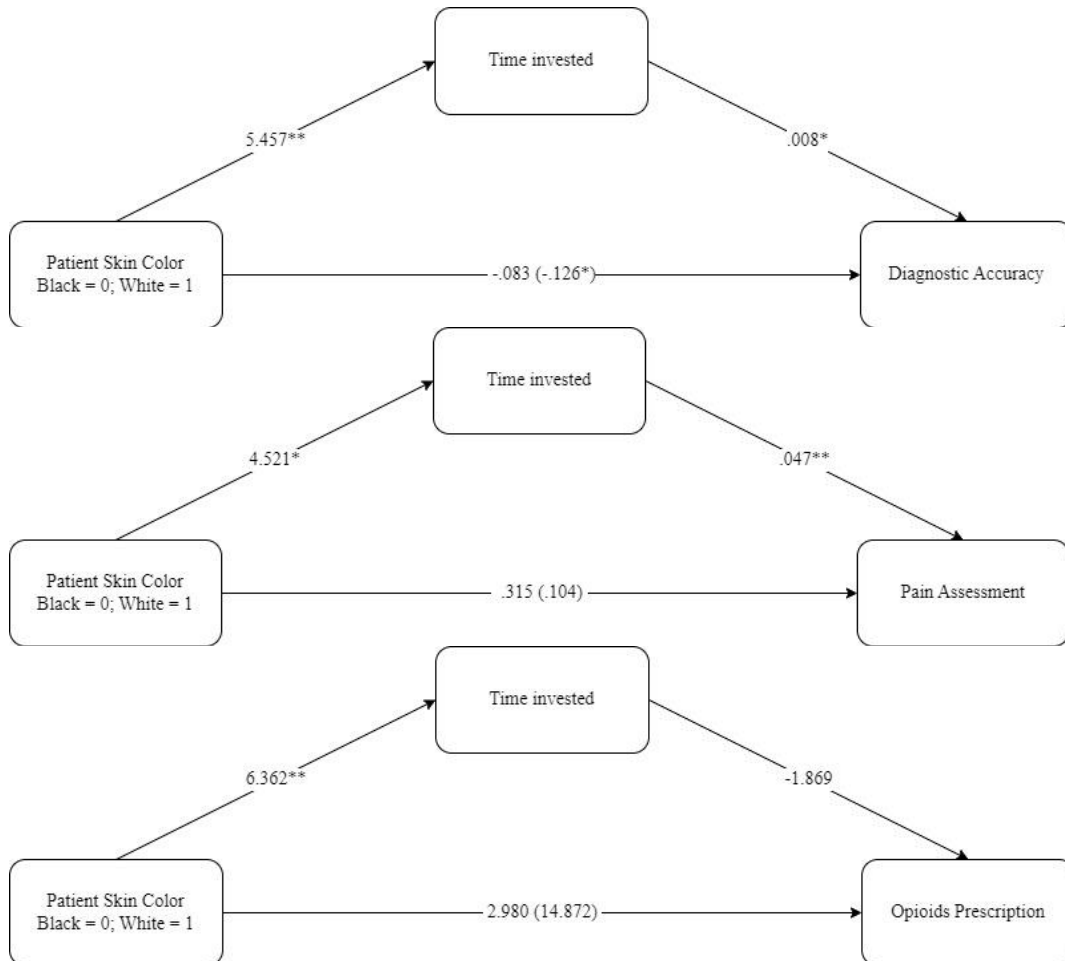 Time invested
5.457**
.008*
Patient Skin Color
Black = 0; White = 1
-.083 (-.126*)
Diagnostic Accuracy
Time invested
4.521*
.047**
Patient Skin Color
Black = 0; White = 1
.315 (.104)
Pain Assessment
Time invested
6.362**
-1.869
Patient Skin Color
Black = 0; White = 1
2.980 (14.872)
Opioids Prescription